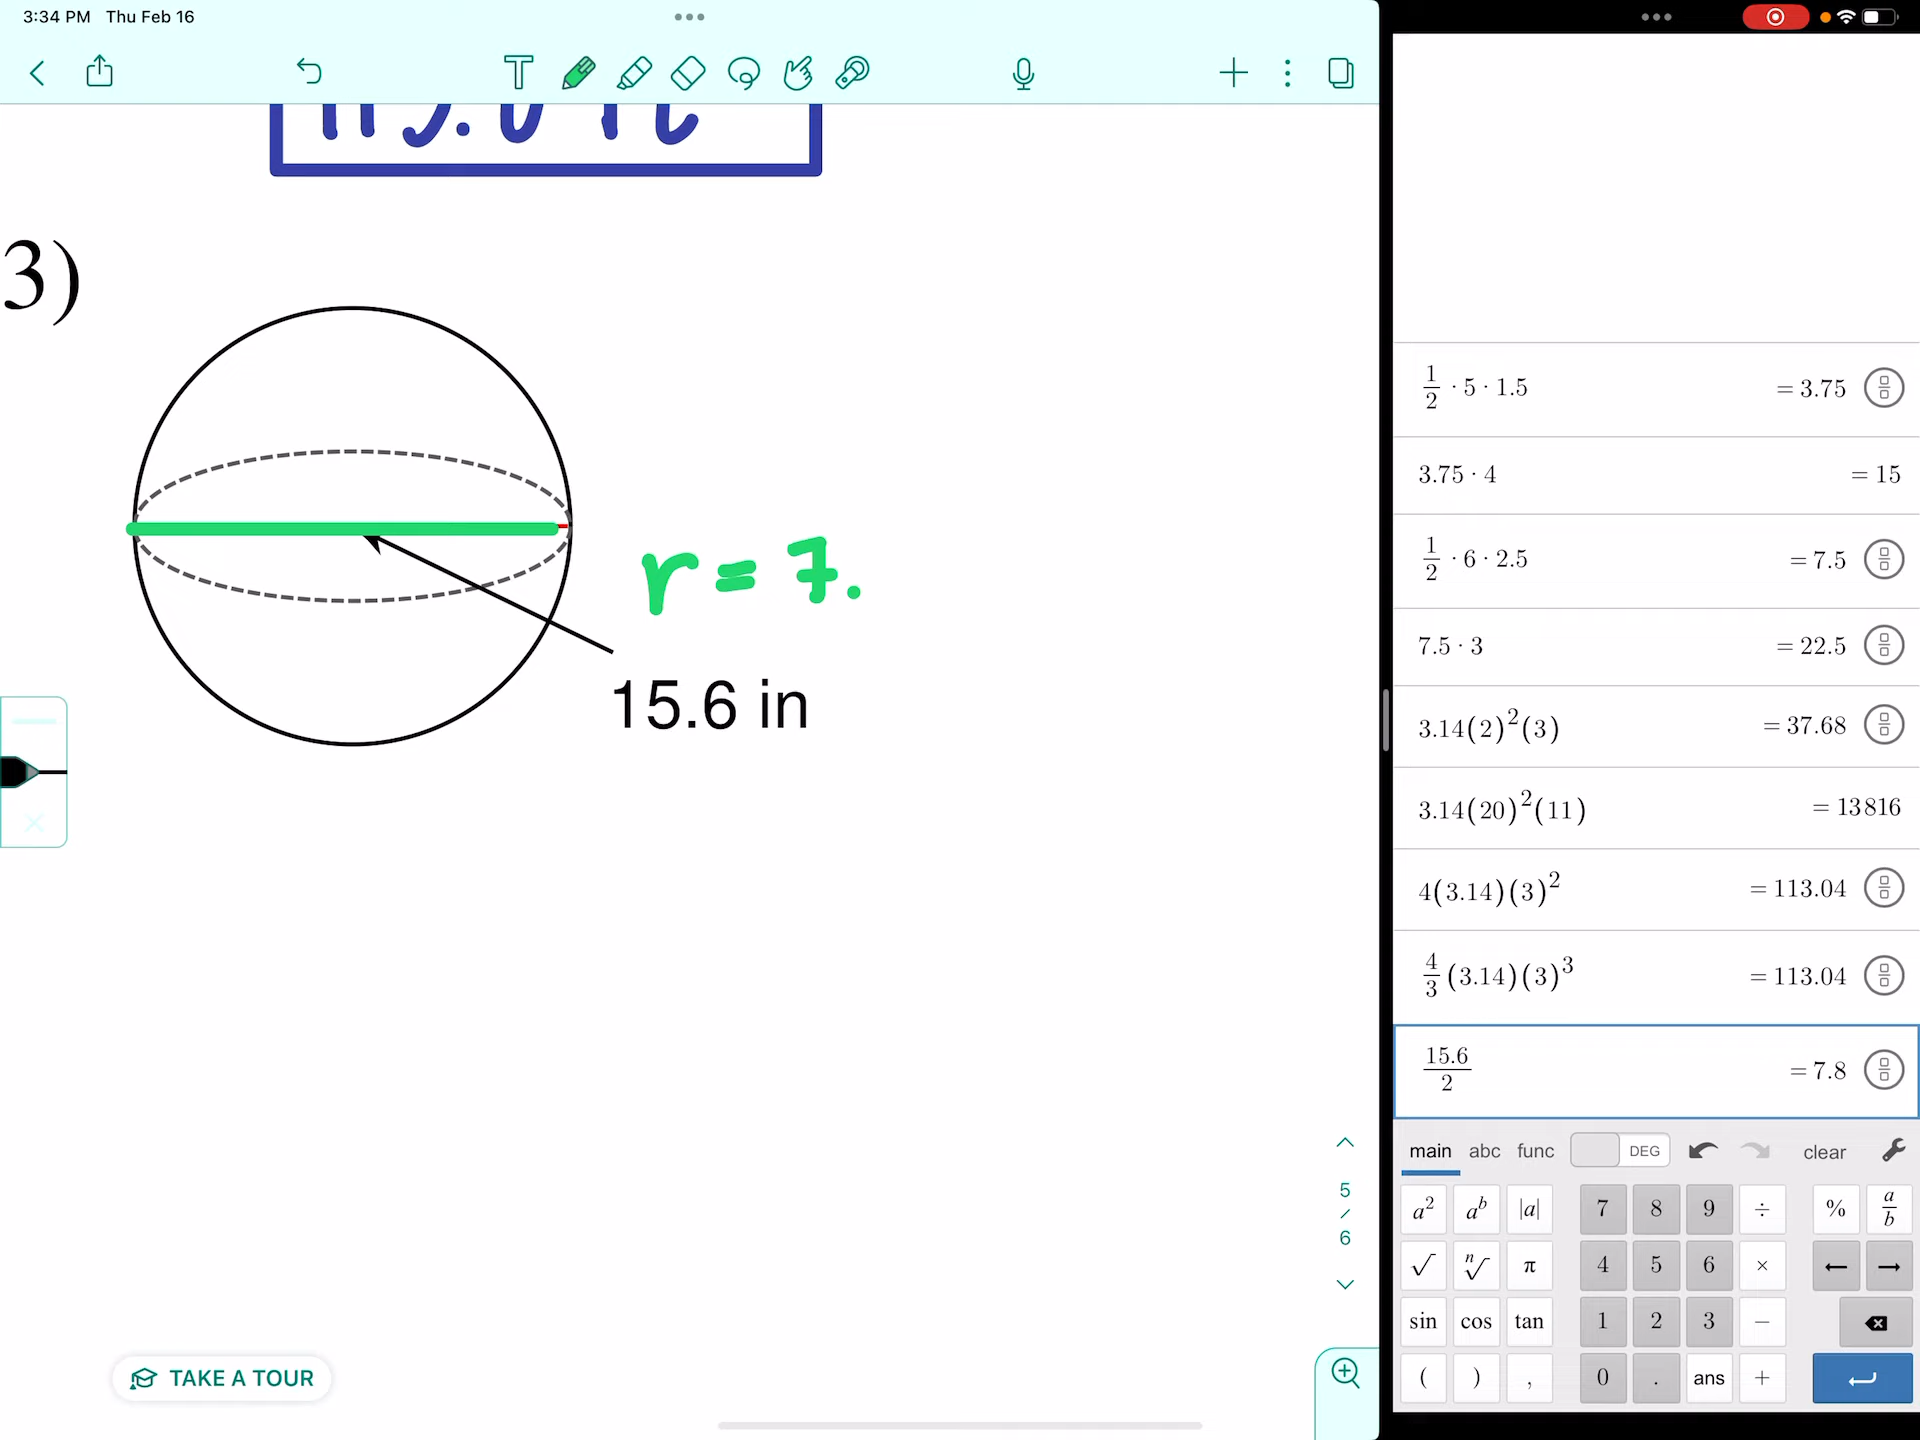 3:34 PM Thu Feb 16
3)
r = 7.
15.6 in
5
/
6
TAKE A TOUR
1/2 · 5 · 1.5 = 3.75
3.75 · 4 = 15
1/2 · 6 · 2.5 = 7.5
7.5 · 3 = 22.5
3.14(2)² (3) = 37.68
3.14(20)² (11) = 13816
4(3.14)(3)² = 113.04
4/3 (3.14)(3)³ = 113.04
15.6/2 = 7.8
main abc func DEG clear
a² aᵇ |a| 7 8 9 ÷ % a/b
√ ⁿ√ π 4 5 6 × ← →
sin cos tan 1 2 3 −
( ) , 0 . ans +